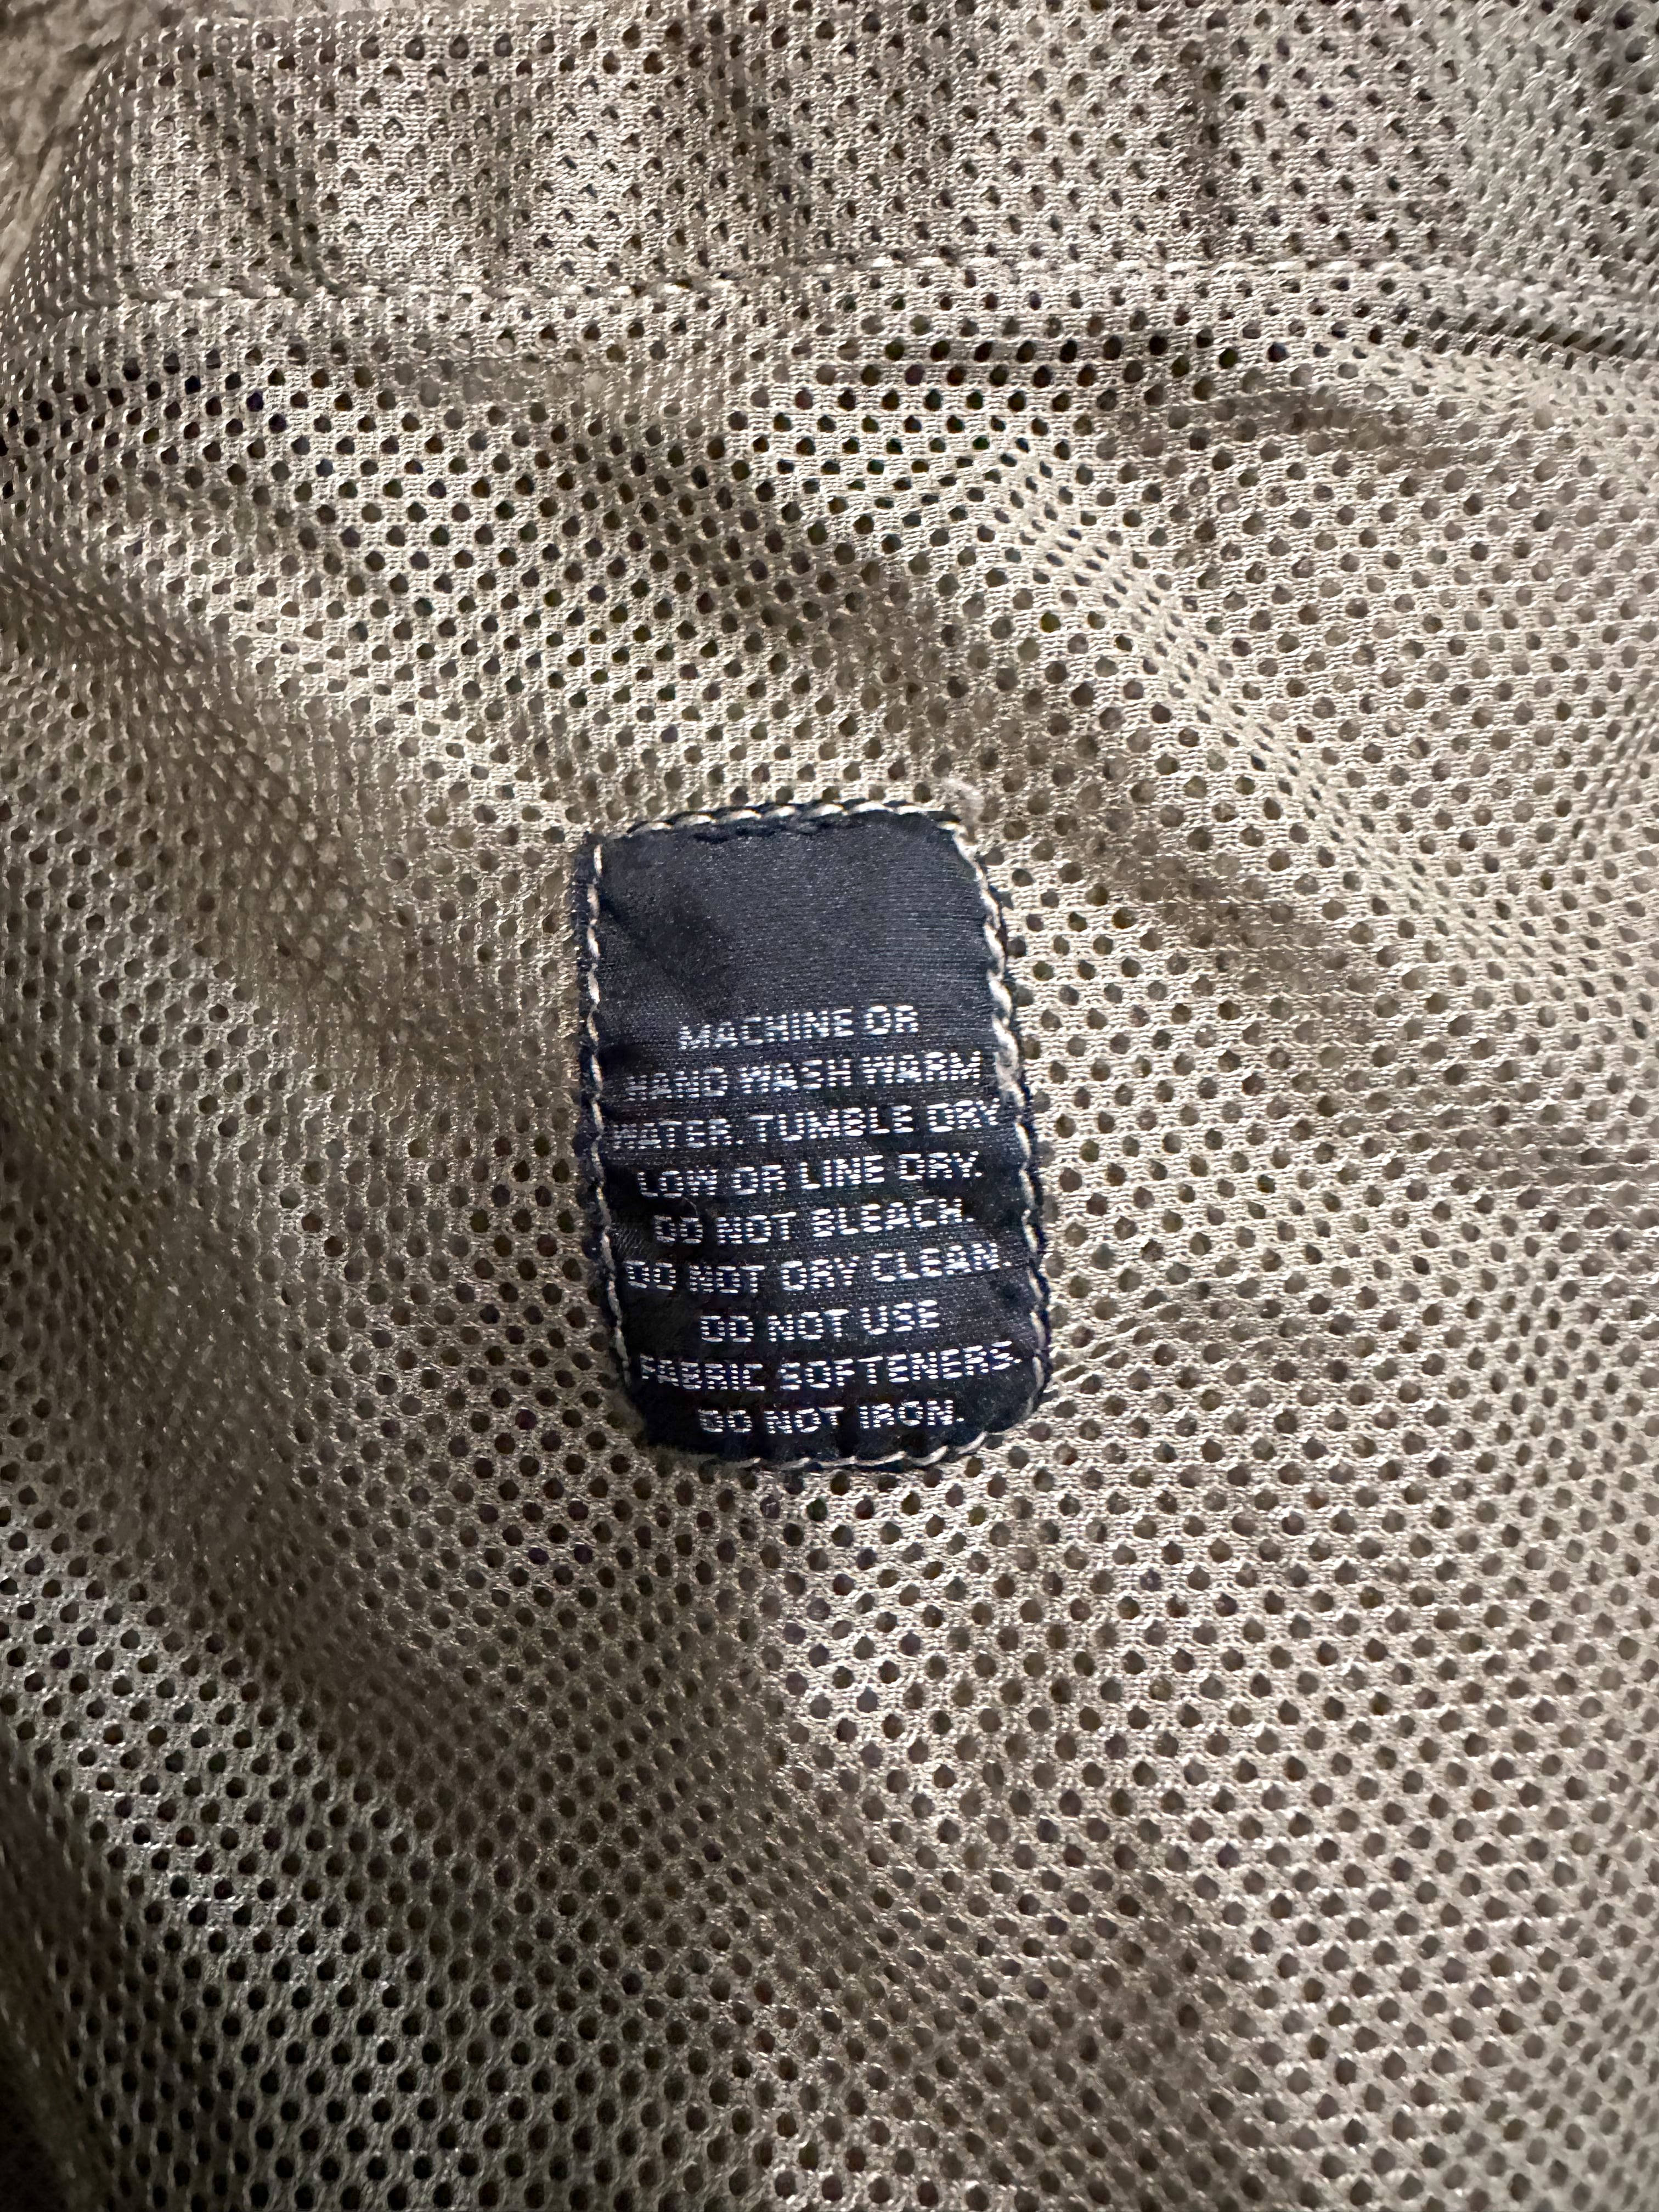 MACHINE OR
HAND WASH WARM
WATER. TUMBLE DRY
LOW OR LINE DRY.
DO NOT BLEACH.
DO NOT DRY CLEAN.
DO NOT USE
FABRIC SOFTENERS.
DO NOT IRON.